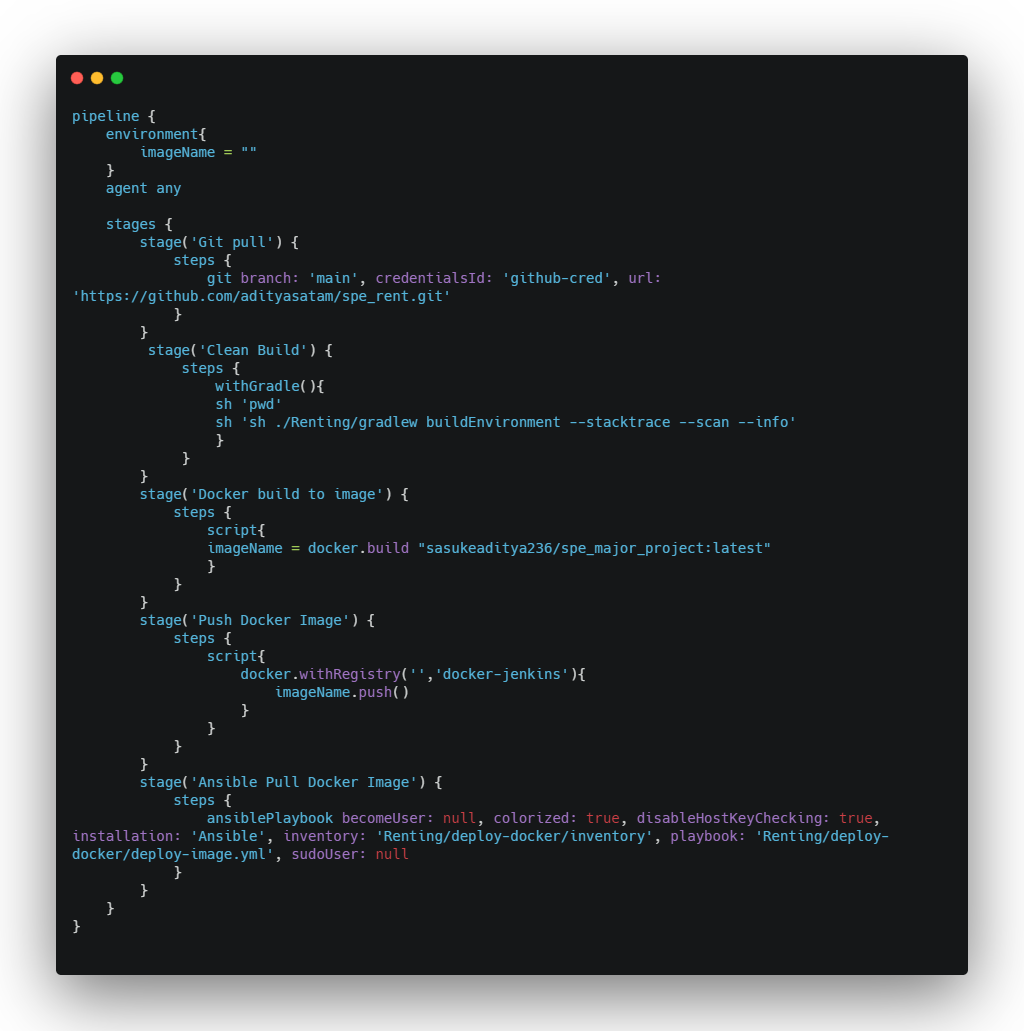 pipeline {
    environment{
        imageName = ""
    }
    agent any

    stages {
        stage('Git pull') {
            steps {
                git branch: 'main', credentialsId: 'github-cred', url:
'https://github.com/adityasatam/spe_rent.git'
            }
        }
         stage('Clean Build') {
             steps {
                 withGradle(){
                 sh 'pwd'
                 sh 'sh ./Renting/gradlew buildEnvironment --stacktrace --scan --info'
                 }
             }
        }
        stage('Docker build to image') {
            steps {
                script{
                imageName = docker.build "sasukeaditya236/spe_major_project:latest"
                }
            }
        }
        stage('Push Docker Image') {
            steps {
                script{
                    docker.withRegistry('','docker-jenkins'){
                        imageName.push()
                    }
                }
            }
        }
        stage('Ansible Pull Docker Image') {
            steps {
                ansiblePlaybook becomeUser: null, colorized: true, disableHostKeyChecking: true,
installation: 'Ansible', inventory: 'Renting/deploy-docker/inventory', playbook: 'Renting/deploy-
docker/deploy-image.yml', sudoUser: null
            }
        }
    }
}